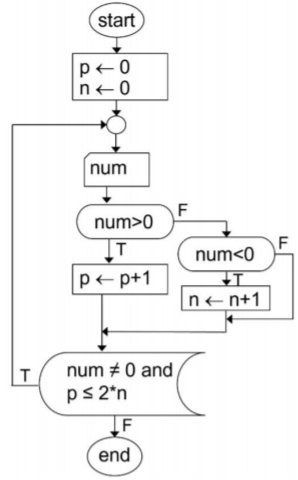 start
p ← 0
n ← 0
num
num>0
F
T
num<0
F
T
p ← p+1
n ← n+1
T
num ≠ 0 and
p ≤ 2*n
F
end